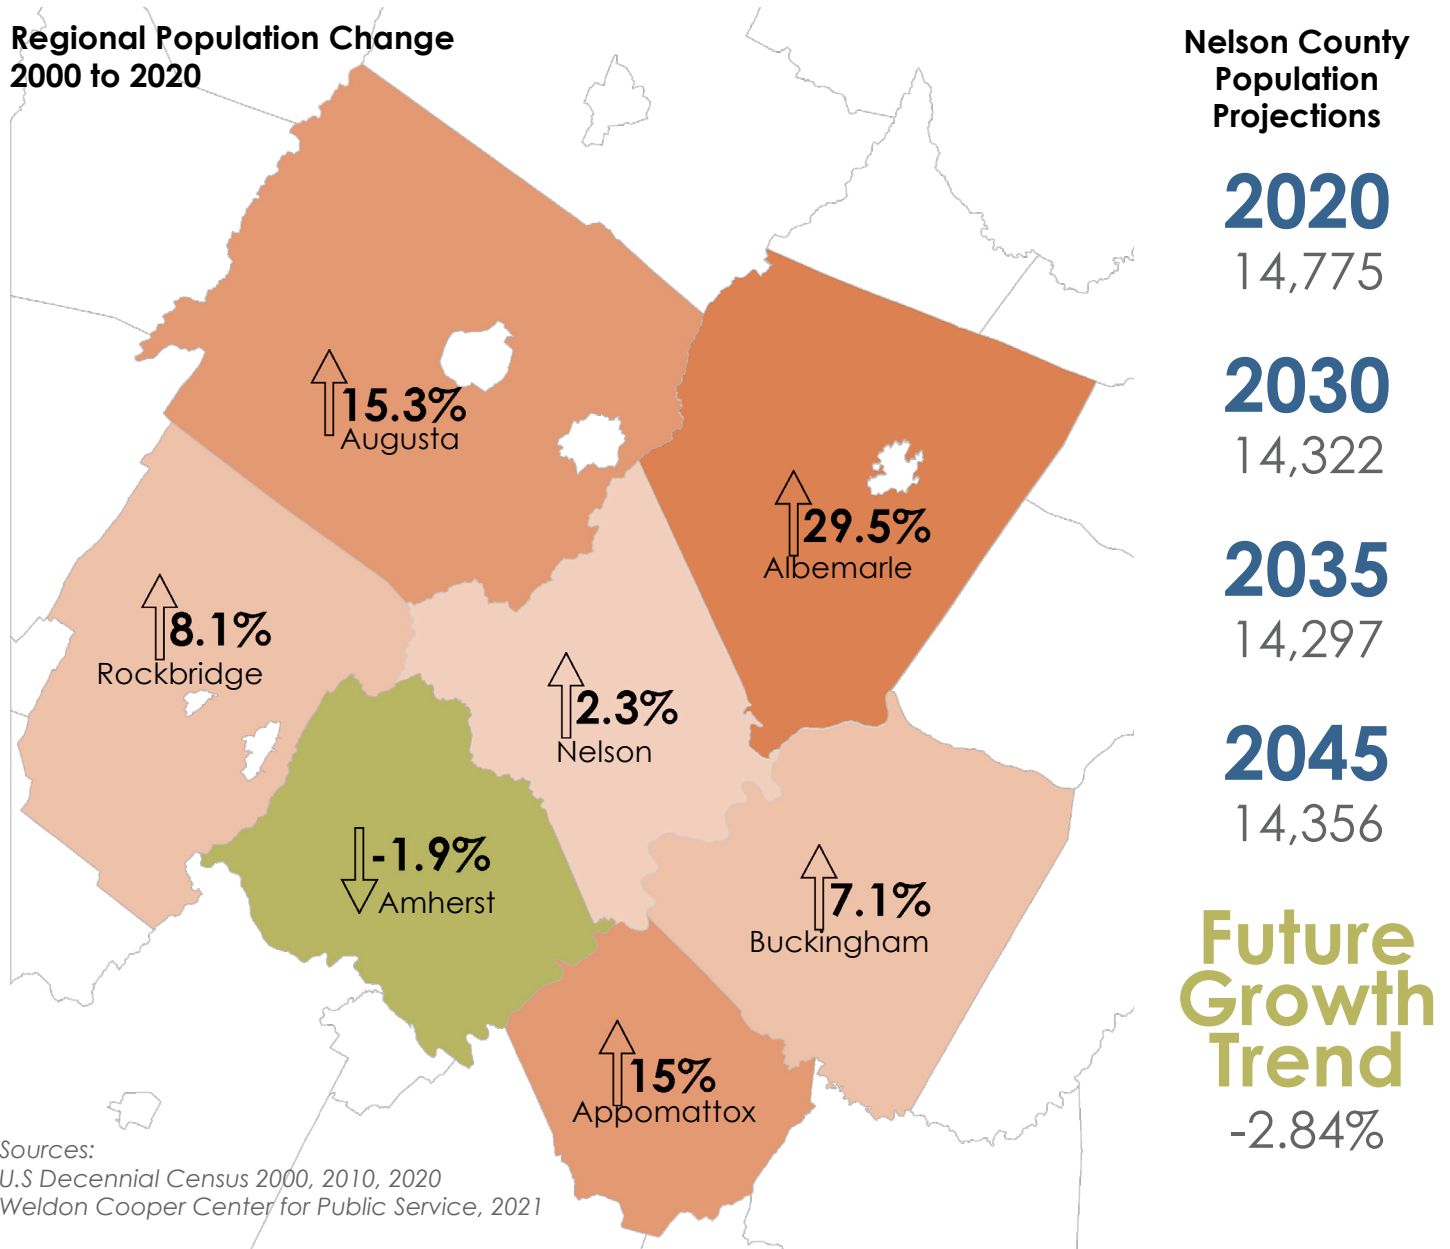 Regional Population Change
2000 to 2020
15.3%
Augusta
29.5%
Albemarle
8.1%
Rockbridge
2.3%
Nelson
-1.9%
Amherst
7.1%
Buckingham
15%
Appomattox
Sources:
U.S Decennial Census 2000, 2010, 2020
Weldon Cooper Center for Public Service, 2021
Nelson County
Population
Projections
2020
14,775
2030
14,322
2035
14,297
2045
14,356
Future
Growth
Trend
-2.84%